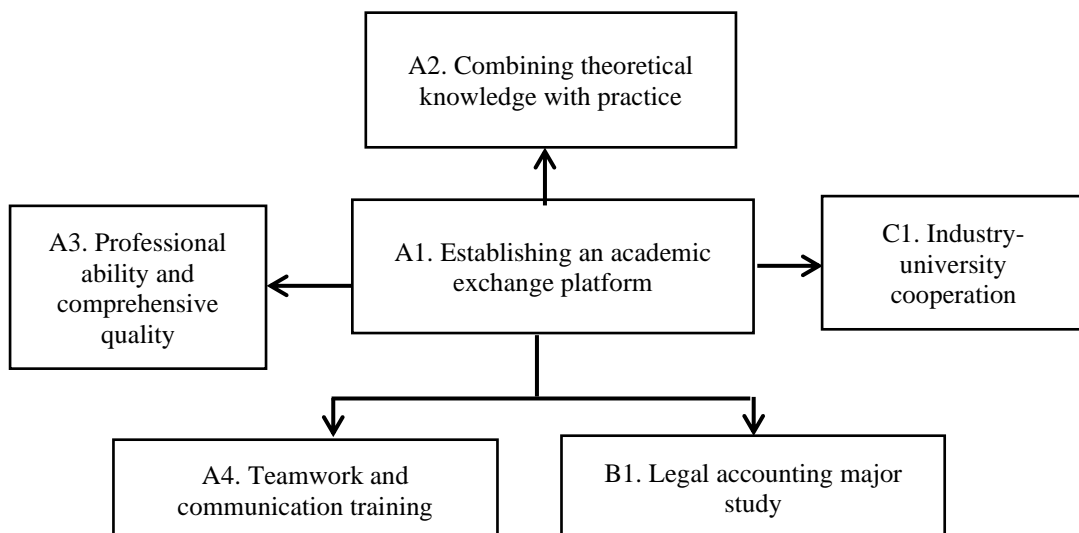 A2. Combining theoretical
knowledge with practice
A3. Professional
ability and
comprehensive
quality
A1. Establishing an academic
exchange platform
C1. Industry-
university
cooperation
A4. Teamwork and
communication training
B1. Legal accounting major
study